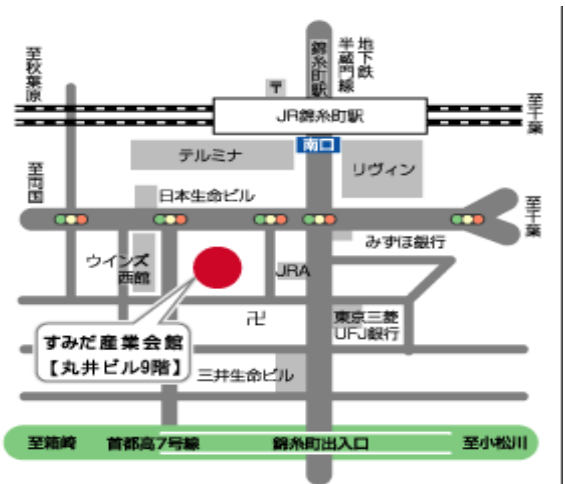 至秋葉原
錦糸町駅
地下鉄
半蔵門線
〒
JR錦糸町駅
至千葉
南口
テルミナ
リヴィン
至両国
日本生命ビル
至千葉
みずほ銀行
ウインズ
西館
JRA
卍
東京三菱
UFJ銀行
すみだ産業会館
【丸井ビル9階】
三井生命ビル
至箱崎
首都高7号線
錦糸町出入口
至小松川